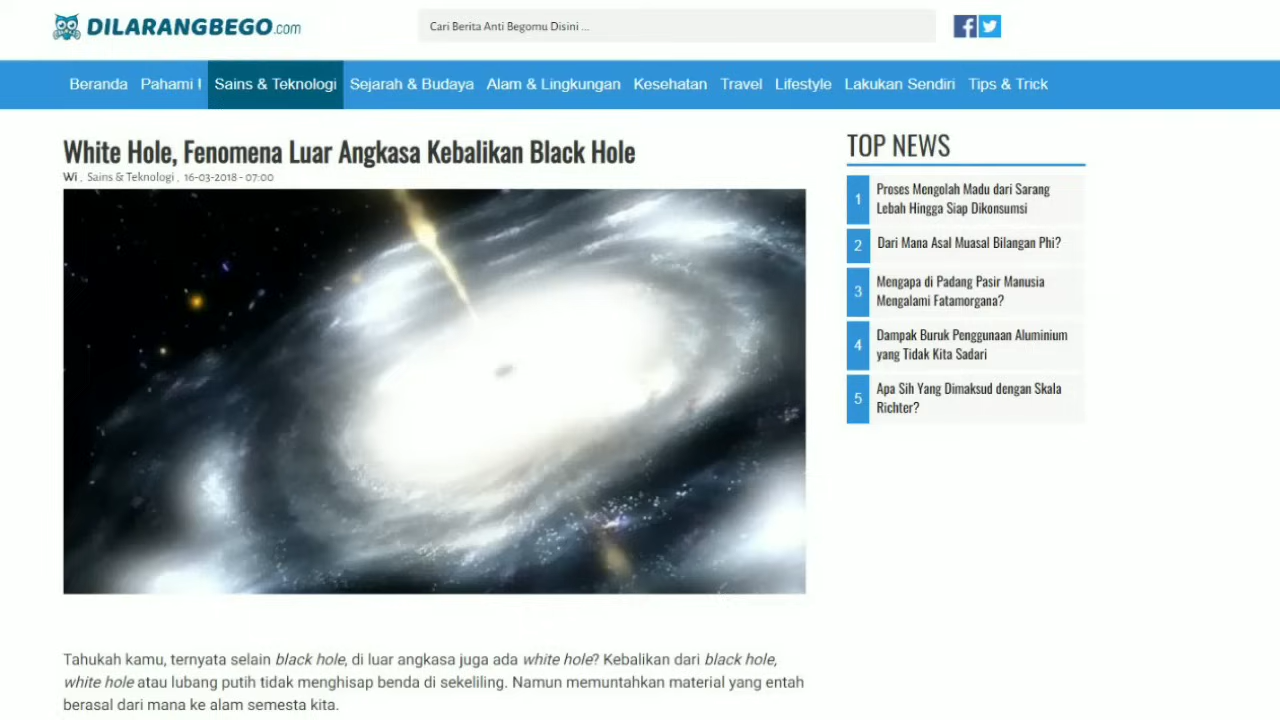 DILARANGBEGO.com
Cari Berita Anti Begomu Disini ...
Beranda Pahami ! Sains & Teknologi Sejarah & Budaya Alam & Lingkungan Kesehatan Travel Lifestyle Lakukan Sendiri Tips & Trick
White Hole, Fenomena Luar Angkasa Kebalikan Black Hole
Wi , Sains & Teknologi , 16-03-2018 - 07:00
Tahukah kamu, ternyata selain black hole, di luar angkasa juga ada white hole? Kebalikan dari black hole,
white hole atau lubang putih tidak menghisap benda di sekeliling. Namun memuntahkan material yang entah
berasal dari mana ke alam semesta kita.
TOP NEWS
1 Proses Mengolah Madu dari Sarang
Lebah Hingga Siap Dikonsumsi
2 Dari Mana Asal Muasal Bilangan Phi?
3 Mengapa di Padang Pasir Manusia
Mengalami Fatamorgana?
4 Dampak Buruk Penggunaan Aluminium
yang Tidak Kita Sadari
5 Apa Sih Yang Dimaksud dengan Skala
Richter?